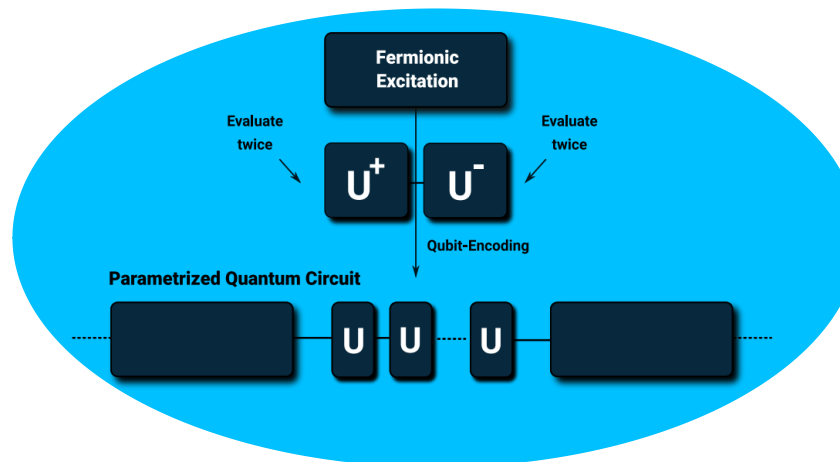 Fermionic
Excitation
Evaluate
twice
Evaluate
twice
U+
U-
Qubit-Encoding
Parametrized Quantum Circuit
U
U
U